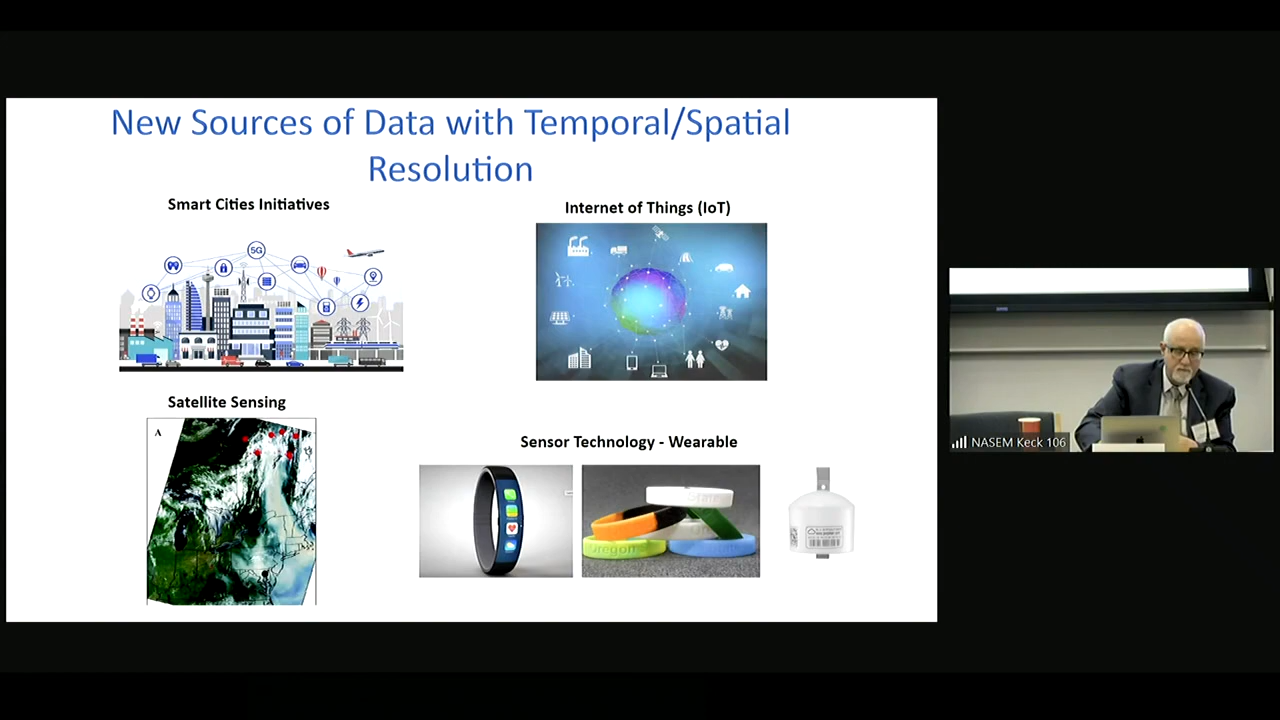 New Sources of Data with Temporal/Spatial
Resolution
Smart Cities Initiatives
Internet of Things (IoT)
5G
Satellite Sensing
A
Sensor Technology - Wearable
State
Oregon
NASEM Keck 106